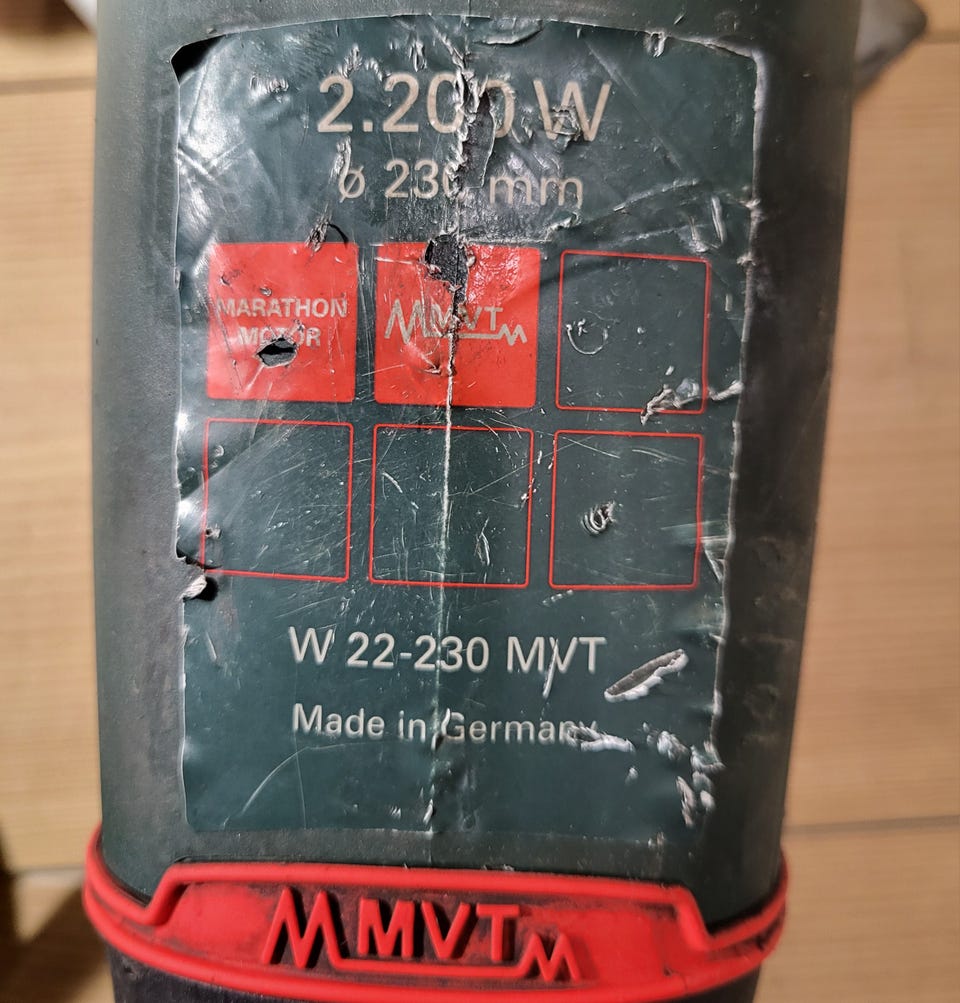 2.200 W
ø 230 mm
MARATHON
MOTOR
MVT
W 22-230 MVT
Made in Germany
MVT